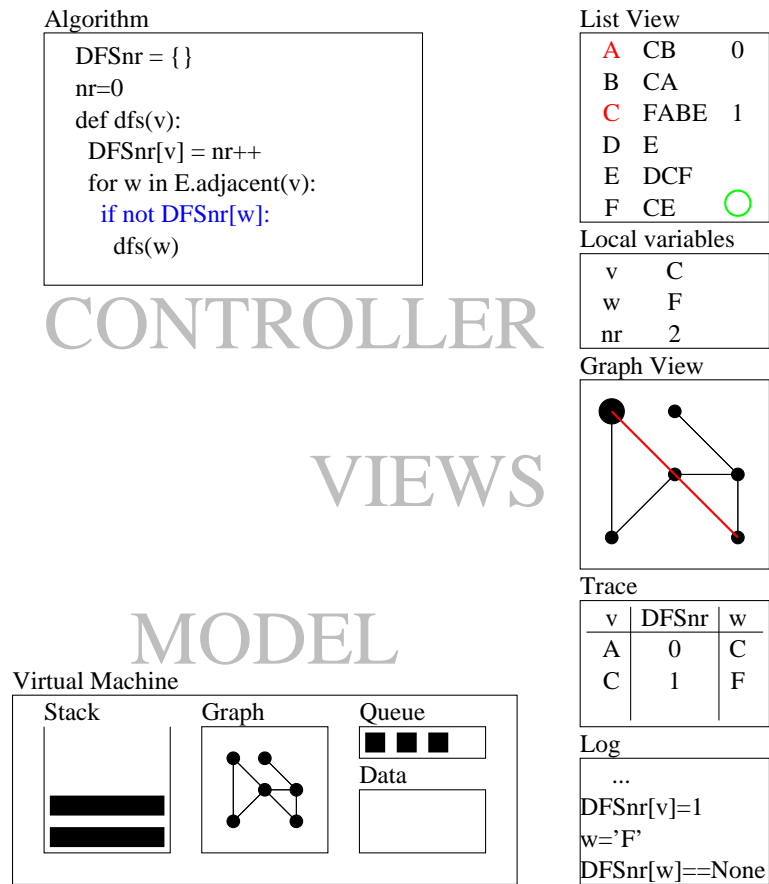 Algorithm
DFSnr = {}
nr=0
def dfs(v):
DFSnr[v] = nr++
for w in E.adjacent(v):
if not DFSnr[w]:
dfs(w)
CONTROLLER
VIEWS
MODEL
List View
A CB 0
B CA
C FABE 1
D E
E DCF
F CE
Local variables
v C
w F
nr 2
Graph View
Trace
v DFSnr w
A 0 C
C 1 F
Virtual Machine
Stack Graph Queue
Data
Log
...
DFSnr[v]=1
w=’F’
DFSnr[w]==None